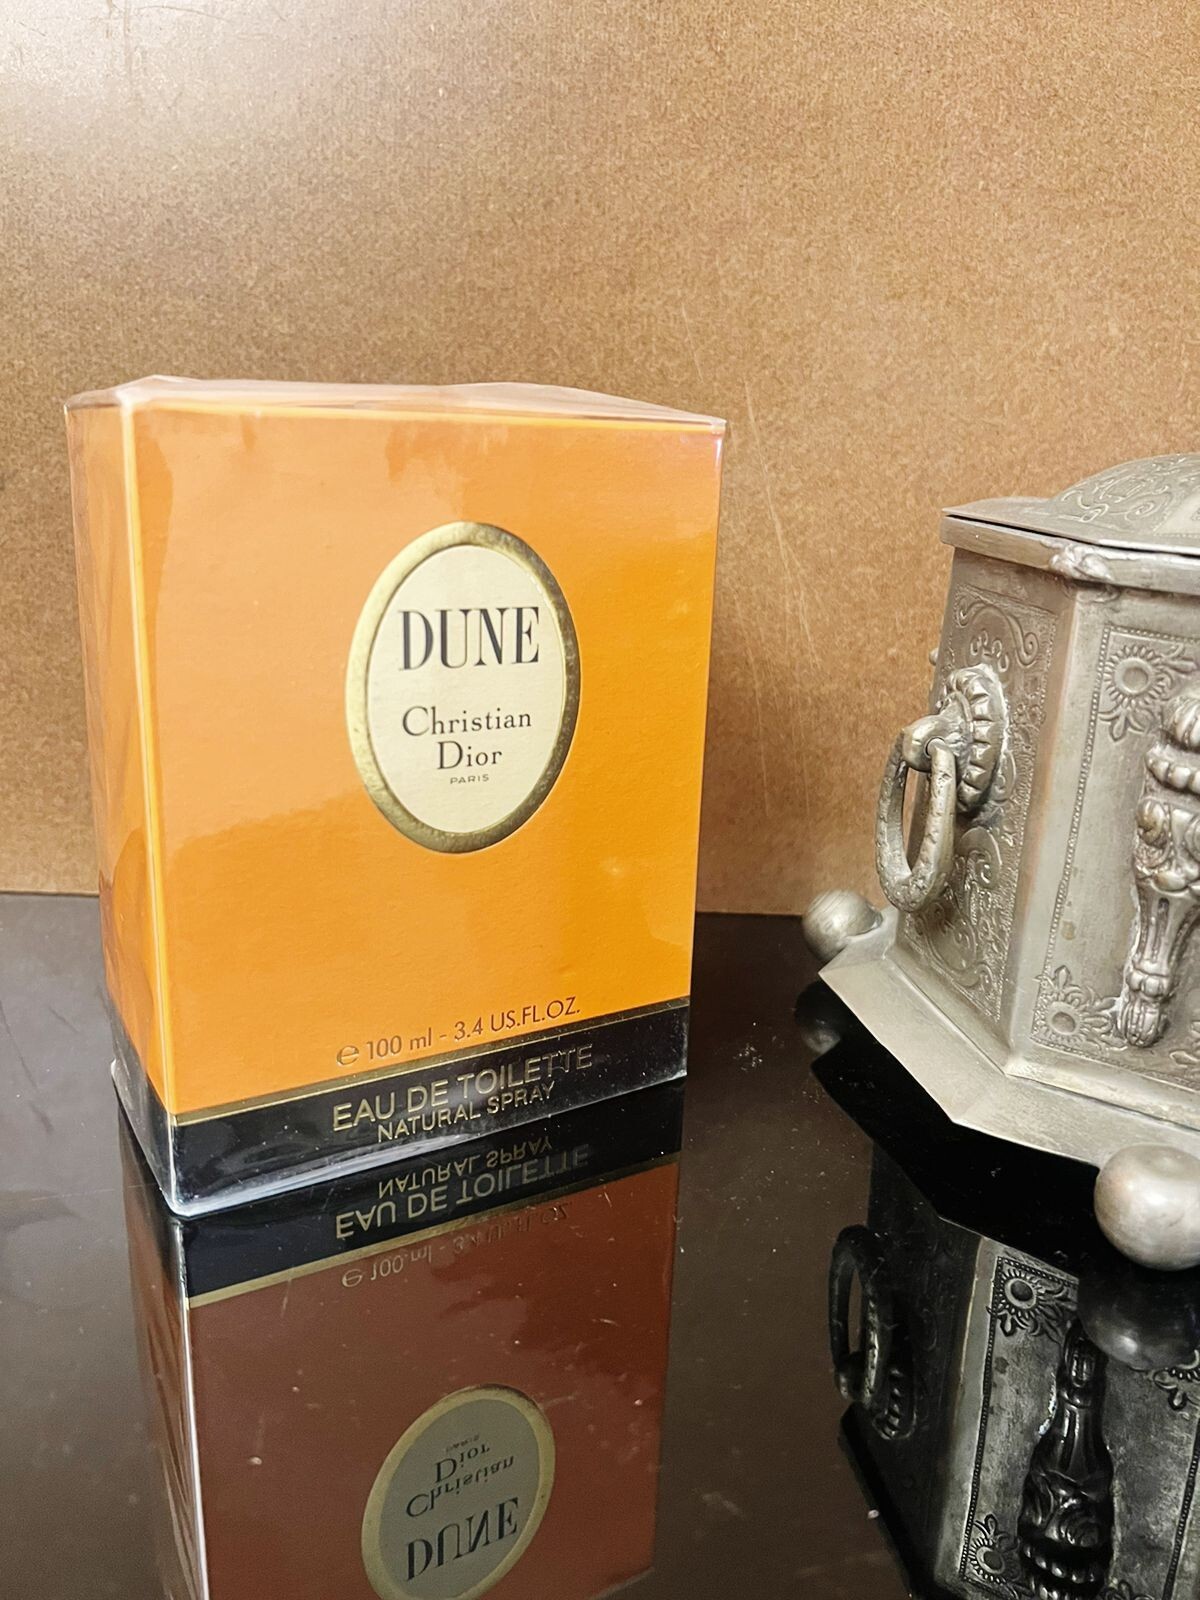 DUNE
Christian
Dior
PARIS
℮ 100 ml - 3.4 US.FL.OZ.
EAU DE TOILETTE
NATURAL SPRAY